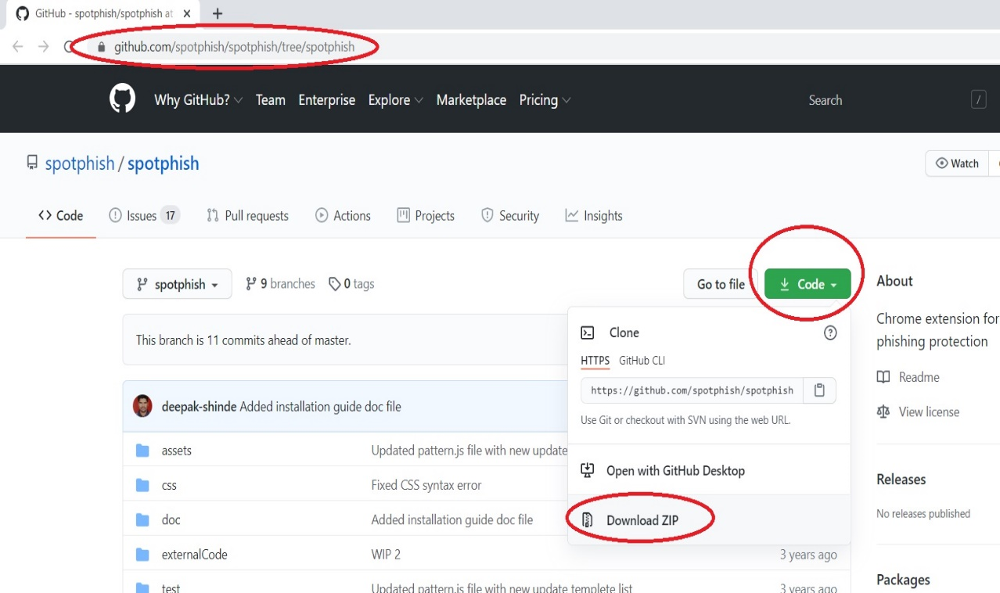 GitHub - spotphish/spotphish at
github.com/spotphish/spotphish/tree/spotphish
Why GitHub? Team Enterprise Explore Marketplace Pricing Search /
spotphish / spotphish Watch
Code Issues 17 Pull requests Actions Projects Security Insights
spotphish 9 branches 0 tags Go to file Code
About
This branch is 11 commits ahead of master.
Clone
HTTPS GitHub CLI
https://github.com/spotphish/spotphish
Use Git or checkout with SVN using the web URL.
Open with GitHub Desktop
Download ZIP
Chrome extension for
phishing protection
Readme
View license
deepak-shinde Added installation guide doc file
assets Updated pattern.js file with new update
css Fixed CSS syntax error
doc Added installation guide doc file
externalCode WIP 2 3 years ago
test Updated pattern.js file with new update templete list 3 years ago
Releases
No releases published
Packages